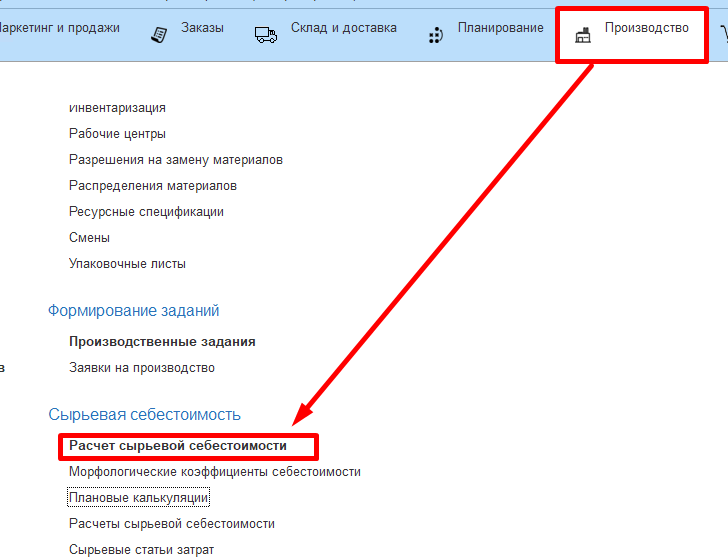 Маркетинг и продажи Заказы Склад и доставка Планирование Производство
Инвентаризация
Рабочие центры
Разрешения на замену материалов
Распределения материалов
Ресурсные спецификации
Смены
Упаковочные листы
Формирование заданий
Производственные задания
в Заявки на производство
Сырьевая себестоимость
Расчет сырьевой себестоимости
Морфологические коэффициенты себестоимости
Плановые калькуляции
Расчеты сырьевой себестоимости
Сырьевые статьи затрат